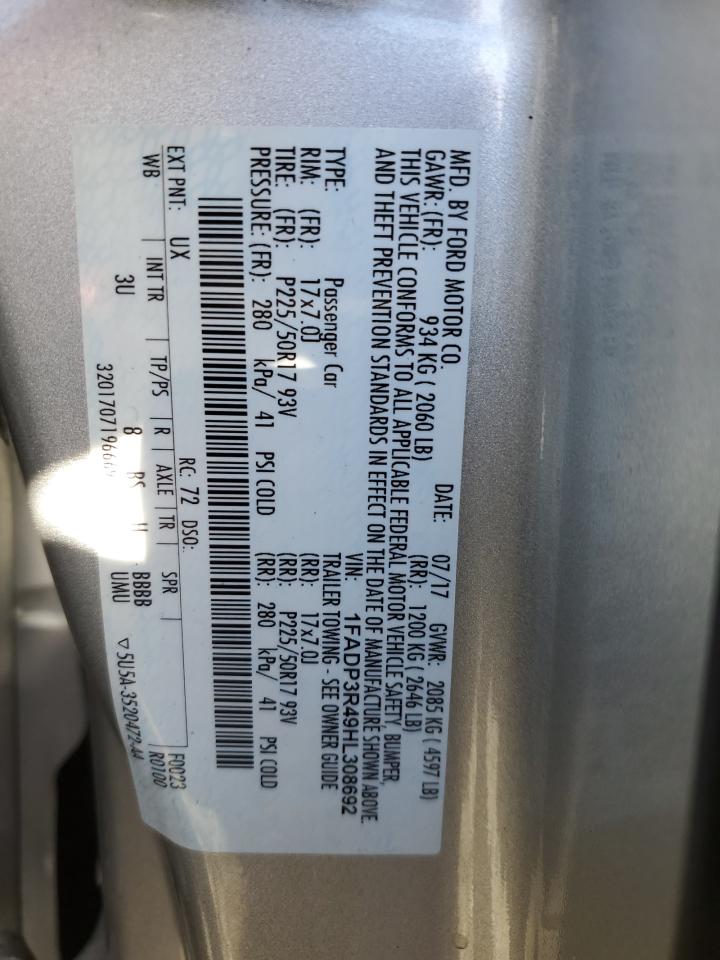 MFD. BY FORD MOTOR CO.
DATE: 07/17 GVWR: 2085 KG ( 4597 LB)
GAWR: (FR): 934 KG ( 2060 LB) (RR): 1200 KG ( 2646 LB)
THIS VEHICLE CONFORMS TO ALL APPLICABLE FEDERAL MOTOR VEHICLE SAFETY, BUMPER,
AND THEFT PREVENTION STANDARDS IN EFFECT ON THE DATE OF MANUFACTURE SHOWN ABOVE.
VIN: 1FADP3R49HL308692
TYPE: Passenger Car TRAILER TOWING - SEE OWNER GUIDE
RIM: (FR): 17x7.0J (RR): 17x7.0J
TIRE: (FR): P225/50R17 93V (RR): P225/50R17 93V
PRESSURE: (FR): 280 kPa/ 41 PSI COLD (RR): 280 kPa/ 41 PSI COLD
EXT PNT: UX RC: 72 DSO: F0023
WB INT TR TP/PS R AXLE TR SPR R0100
3U 8 BBBB
UMU
▽5U5A-3520472-AA